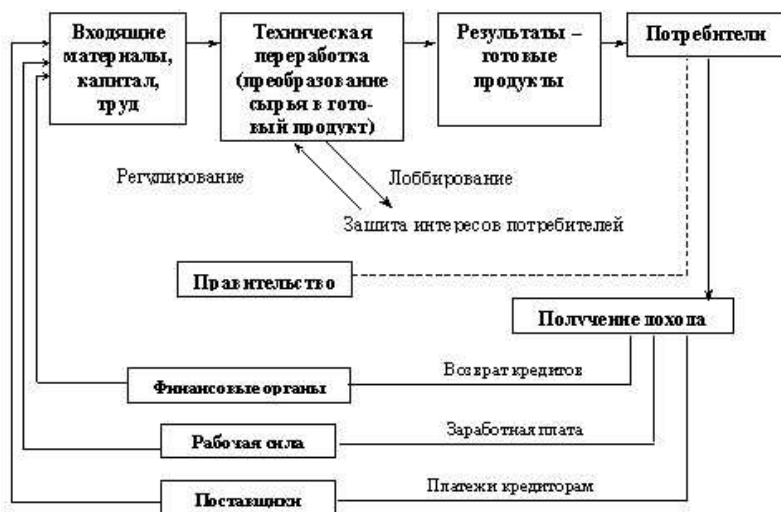 Входящие
материалы,
капитал,
труд
Техническая
переработка
(преобразование
сырья в гото-
вый продукт)
Результаты –
готовые
продукты
Потребители
Регулирование
Лоббирование
Защита интересов потребителей
Правительство
Получение дохода
Возврат кредитов
Финансовые органы
Заработная плата
Рабочая сила
Платежи кредиторам
Поставщики